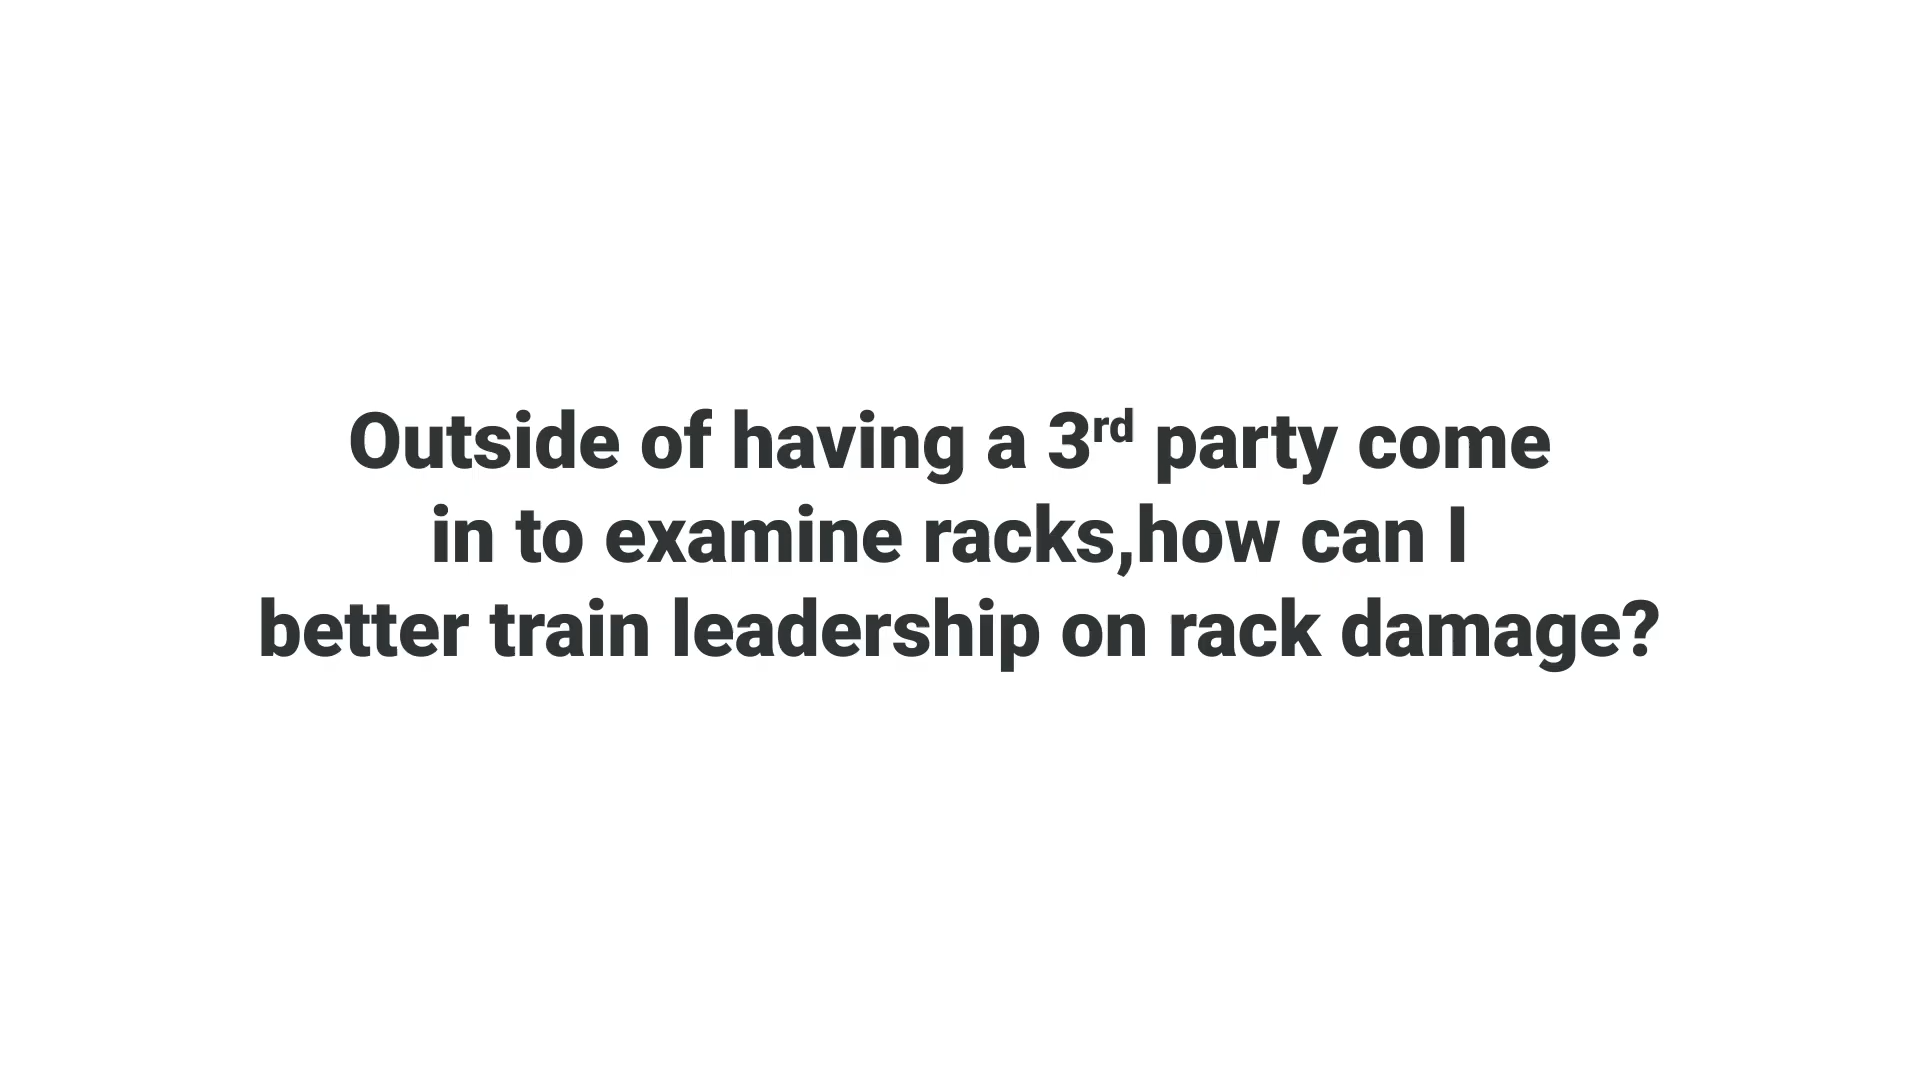 Outside of having a 3rd party come
in to examine racks,how can I
better train leadership on rack damage?